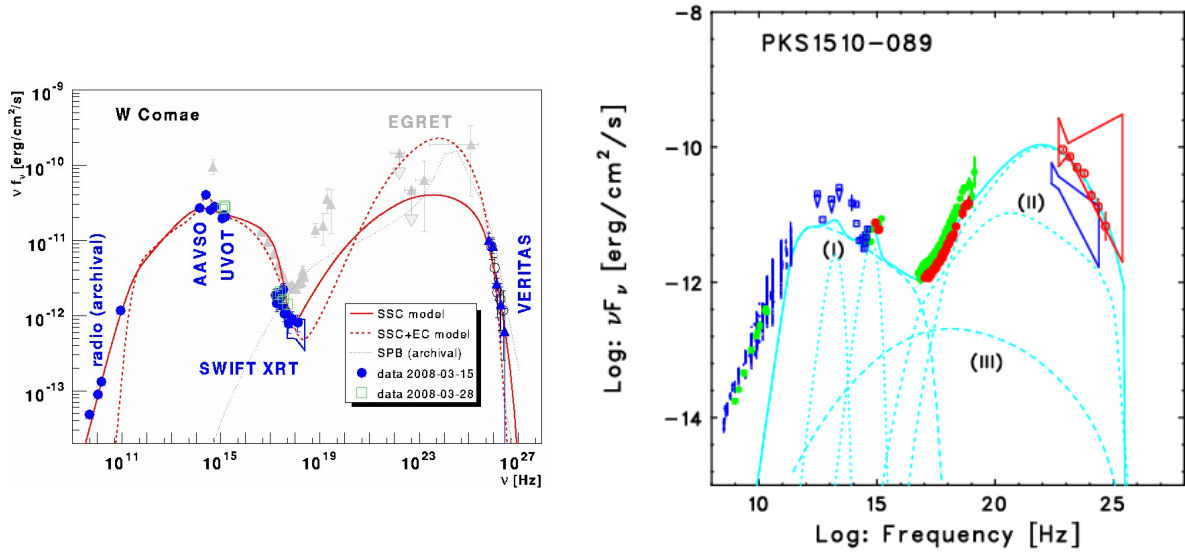 W Comae
ν f_ν [erg/cm²/s]
10⁻⁹
10⁻¹⁰
10⁻¹¹
10⁻¹²
10⁻¹³
EGRET
radio (archival)
AAVSO
UVOT
SWIFT XRT
VERITAS
SSC model
SSC+EC model
SPB (archival)
data 2008-03-15
data 2008-03-28
10¹¹
10¹⁵
10¹⁹
10²³
10²⁷
ν [Hz]
PKS1510-089
Log: νF_ν [erg/cm²/s]
-8
-10
-12
-14
(I)
(II)
(III)
10
15
20
25
Log: Frequency [Hz]